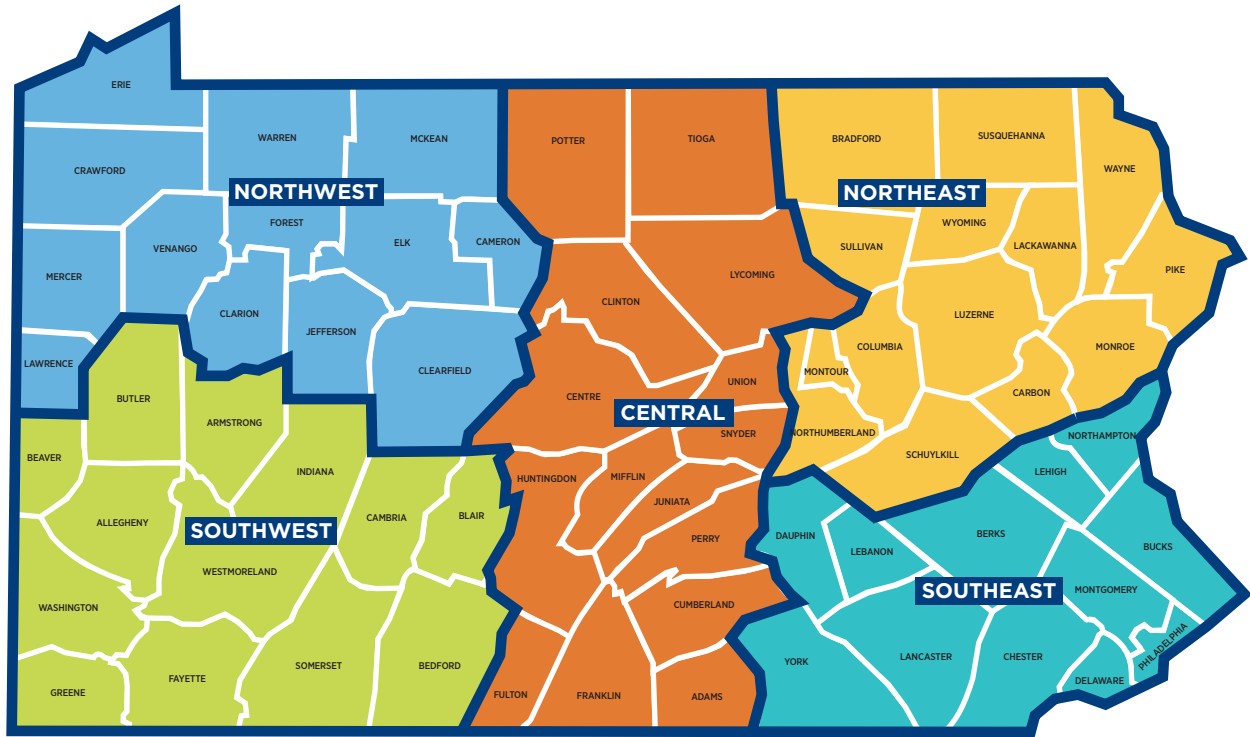 ERIE
WARREN
MCKEAN
POTTER
TIOGA
BRADFORD
SUSQUEHANNA
WAYNE
CRAWFORD
NORTHWEST
NORTHEAST
FOREST
WYOMING
VENANGO
ELK
CAMERON
SULLIVAN
LACKAWANNA
MERCER
LYCOMING
PIKE
CLINTON
CLARION
JEFFERSON
LUZERNE
LAWRENCE
CLEARFIELD
COLUMBIA
MONROE
MONTOUR
UNION
BUTLER
CENTRE
CARBON
CENTRAL
ARMSTRONG
SNYDER
NORTHUMBERLAND
NORTHAMPTON
BEAVER
SCHUYLKILL
INDIANA
HUNTINGDON
MIFFLIN
LEHIGH
JUNIATA
ALLEGHENY
CAMBRIA
BLAIR
SOUTHWEST
PERRY
DAUPHIN
LEBANON
BERKS
BUCKS
WESTMORELAND
SOUTHEAST
MONTGOMERY
WASHINGTON
CUMBERLAND
PHILADELPHIA
SOMERSET
BEDFORD
YORK
LANCASTER
CHESTER
FAYETTE
DELAWARE
GREENE
FULTON
FRANKLIN
ADAMS